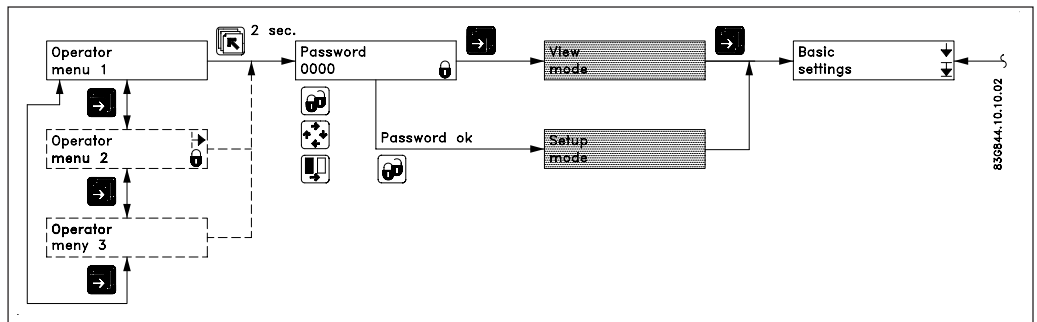 2 sec.
Operator
menu 1
Password
0000
View
mode
Basic
settings
Operator
menu 2
Password ok
Setup
mode
Operator
meny 3
83GB44.10.10.02